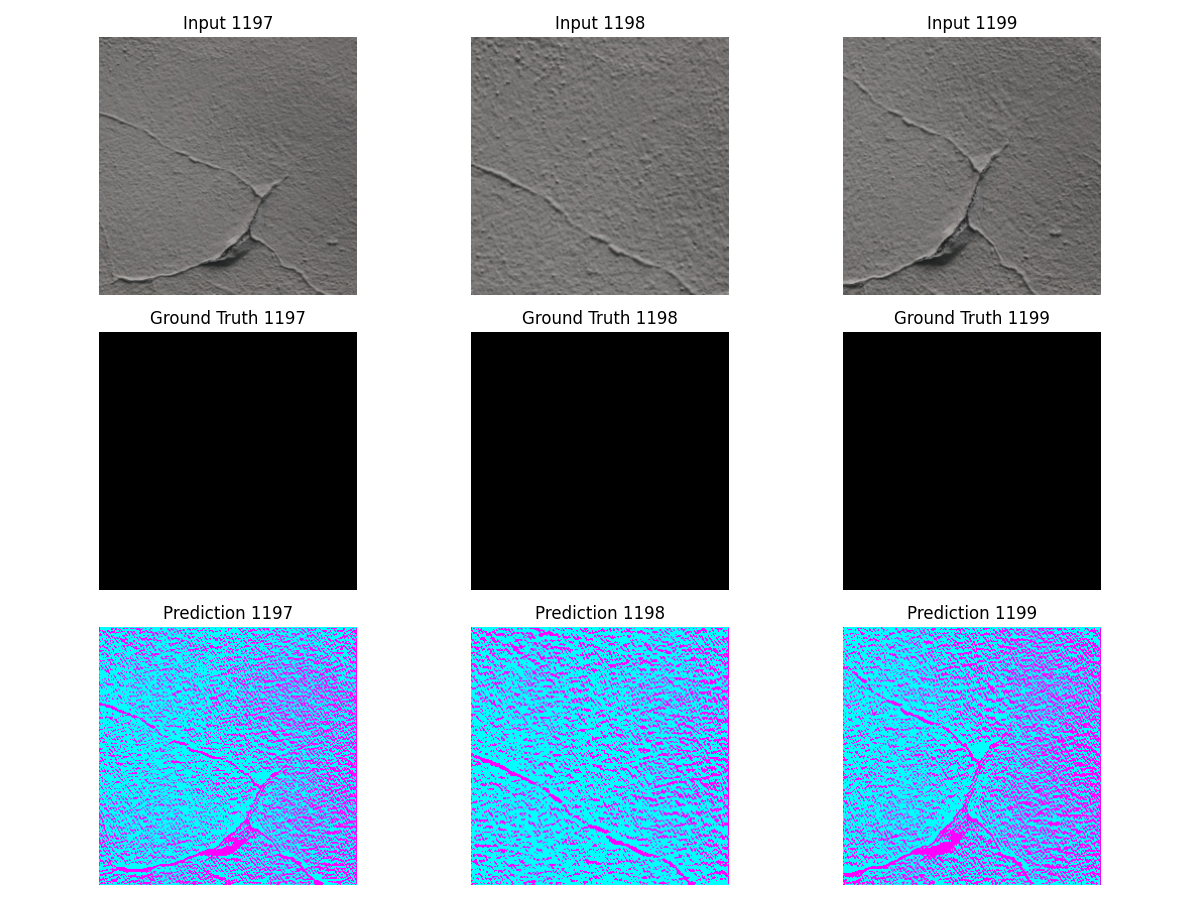 Input 1197
Input 1198
Input 1199
Ground Truth 1197
Ground Truth 1198
Ground Truth 1199
Prediction 1197
Prediction 1198
Prediction 1199